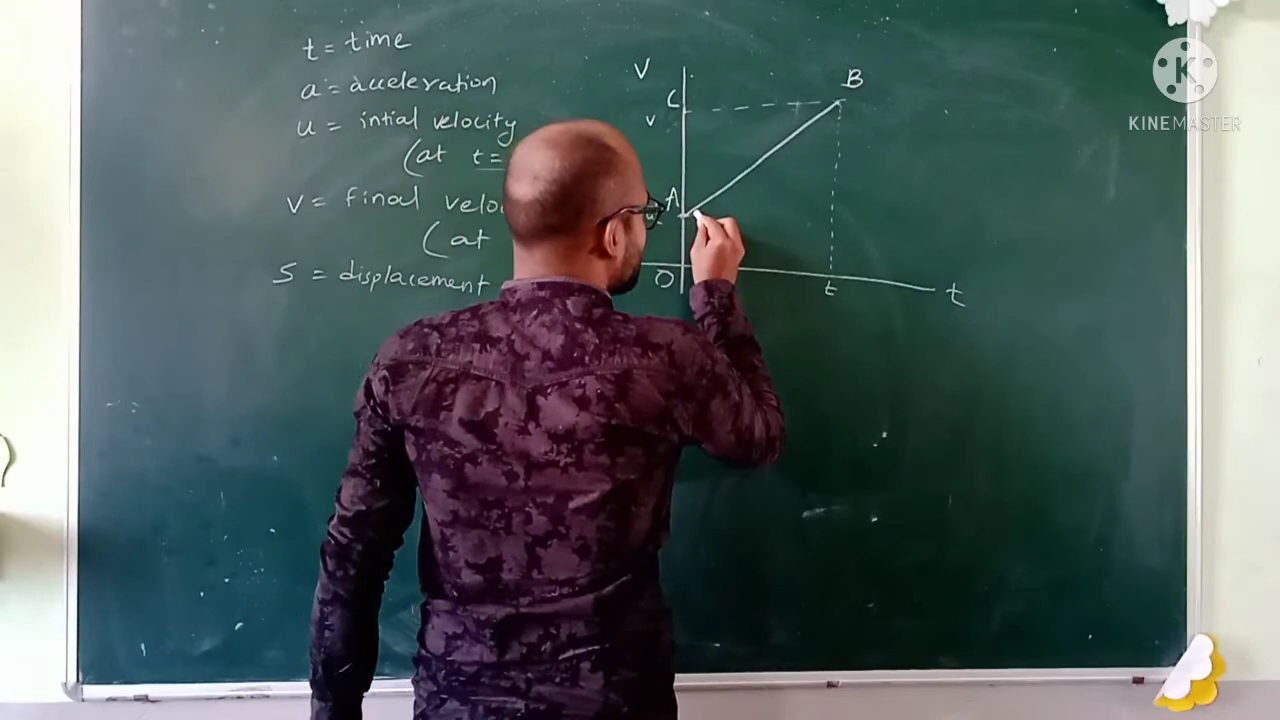 t = time
a = acceleration
u = intial velocity
(at t =
v = final velo
(at
S = displacement
V
C
v
A
u
O
B
t
t
K
KINEMASTER